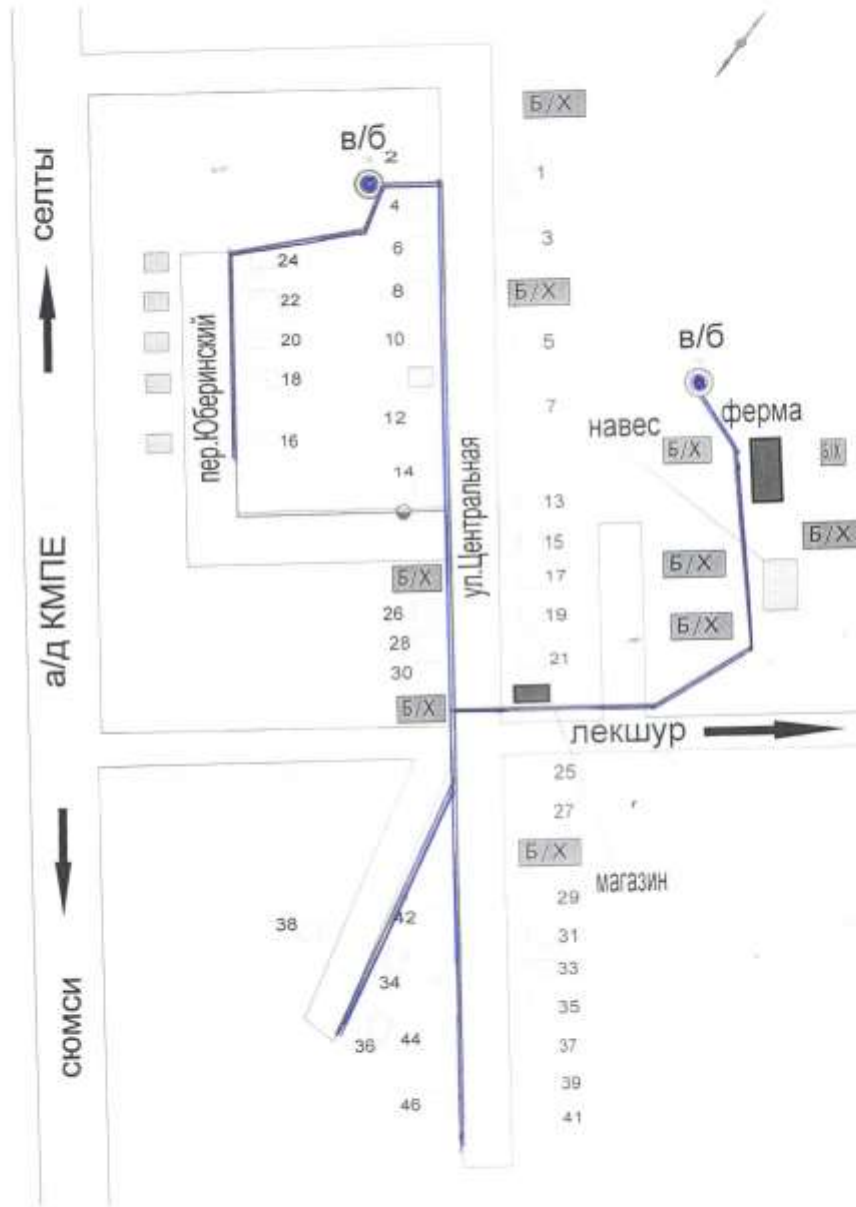 Б/Х
в/б
2
1
4
селты
3
6
24
8
Б/Х
22
10
20
5
в/б
пер.Юберинский
18
12
7
навес
ферма
16
14
Б/Х
Б/Х
ул.Центральная
13
15
Б/Х
а/д КМПЕ
Б/Х
17
Б/Х
26
19
Б/Х
28
21
30
Б/Х
лекшур
25
27
Б/Х
магазин
29
42
38
31
33
34
35
сюмси
36
44
37
39
46
41